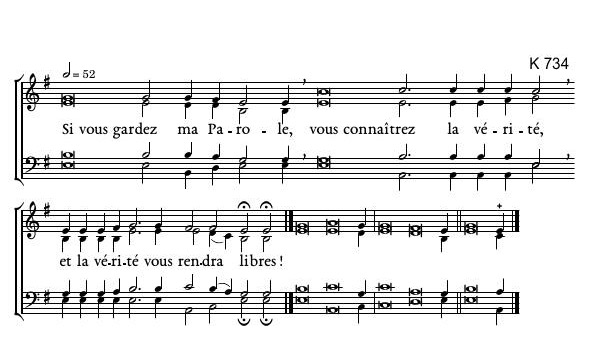 K 734
= 52
Si vous gardez ma Pa - ro - le, vous connaîtrez la vé - ri - té,
et la vé-ri-té vous ren-dra libres !